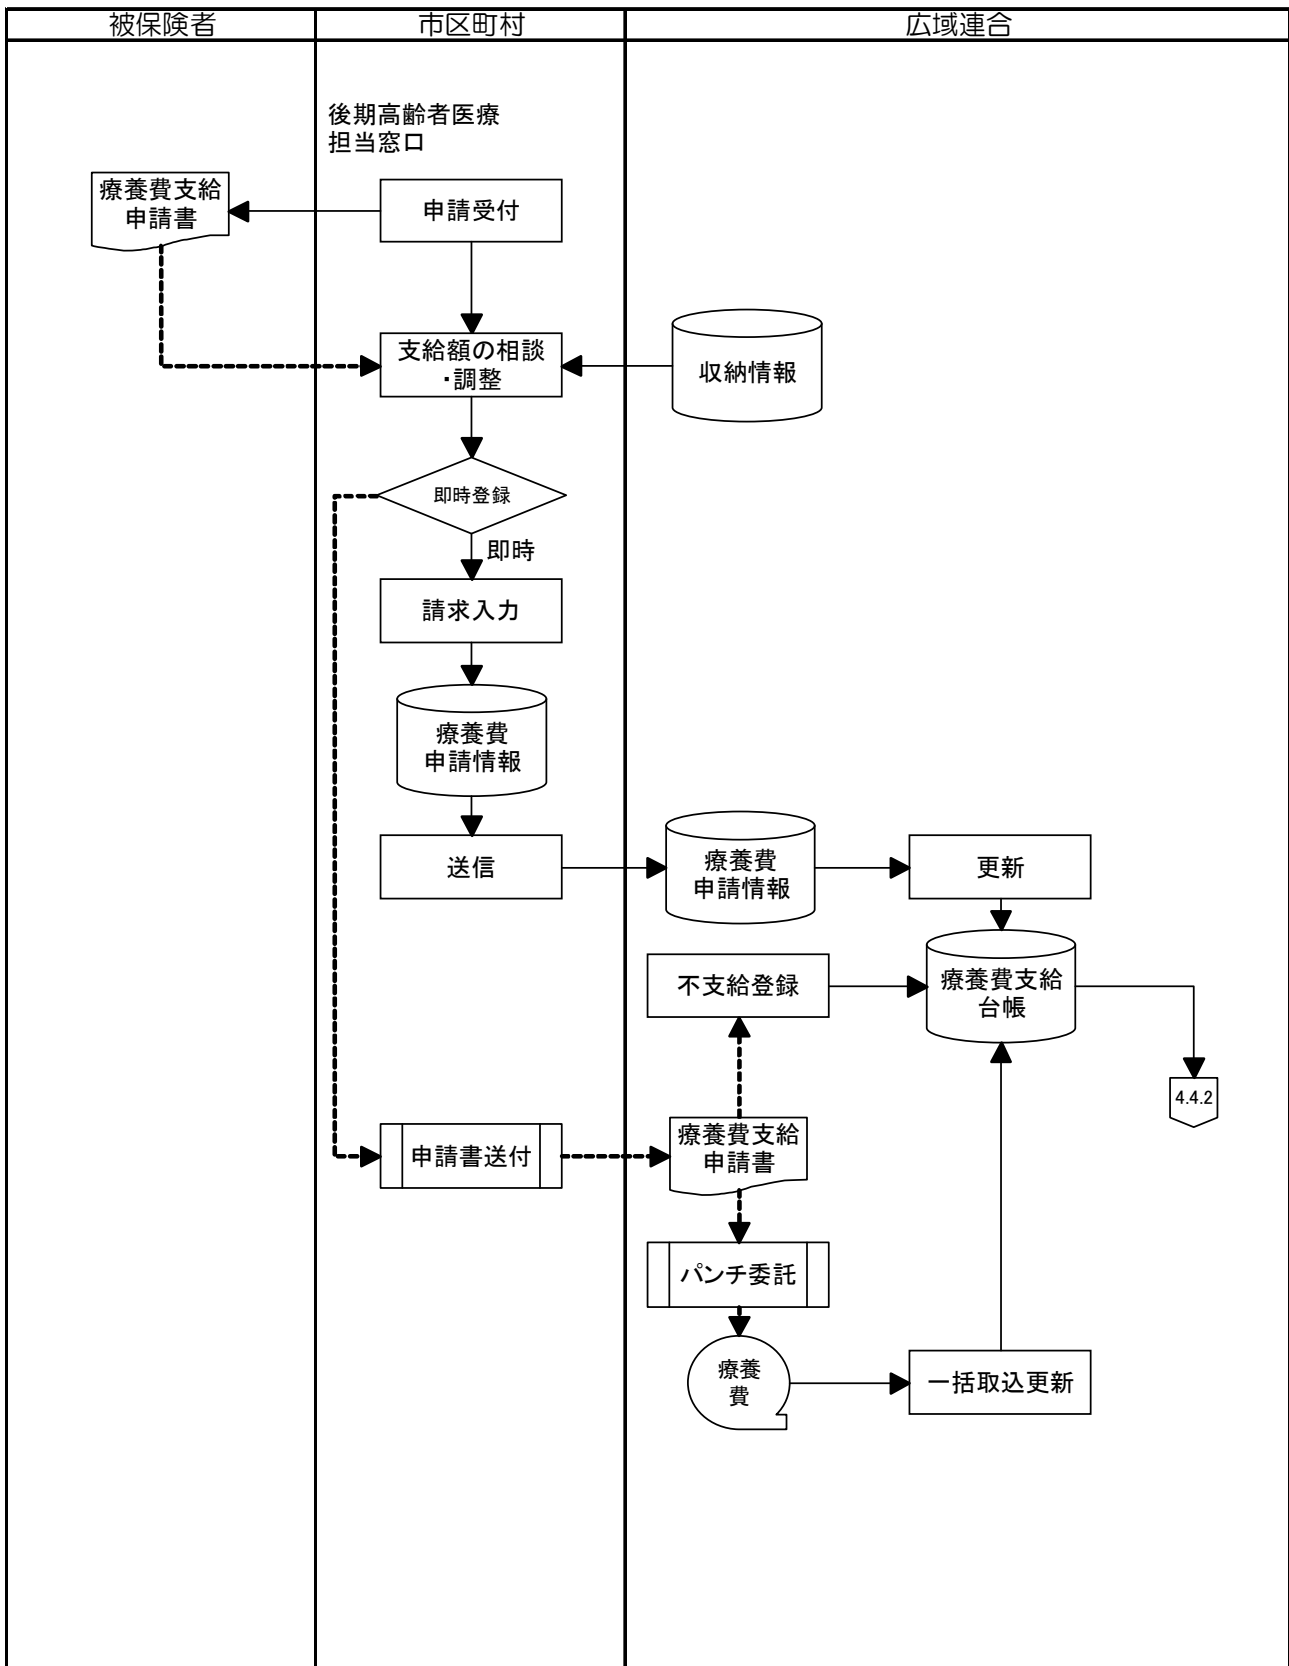 被保険者
市区町村
広域連合
後期高齢者医療
担当窓口
療養費支給
申請書
申請受付
支給額の相談
・調整
収納情報
即時登録
即時
請求入力
療養費
申請情報
送信
療養費
申請情報
更新
不支給登録
療養費支給
台帳
4.4.2
申請書送付
療養費支給
申請書
パンチ委託
療養
費
一括取込更新